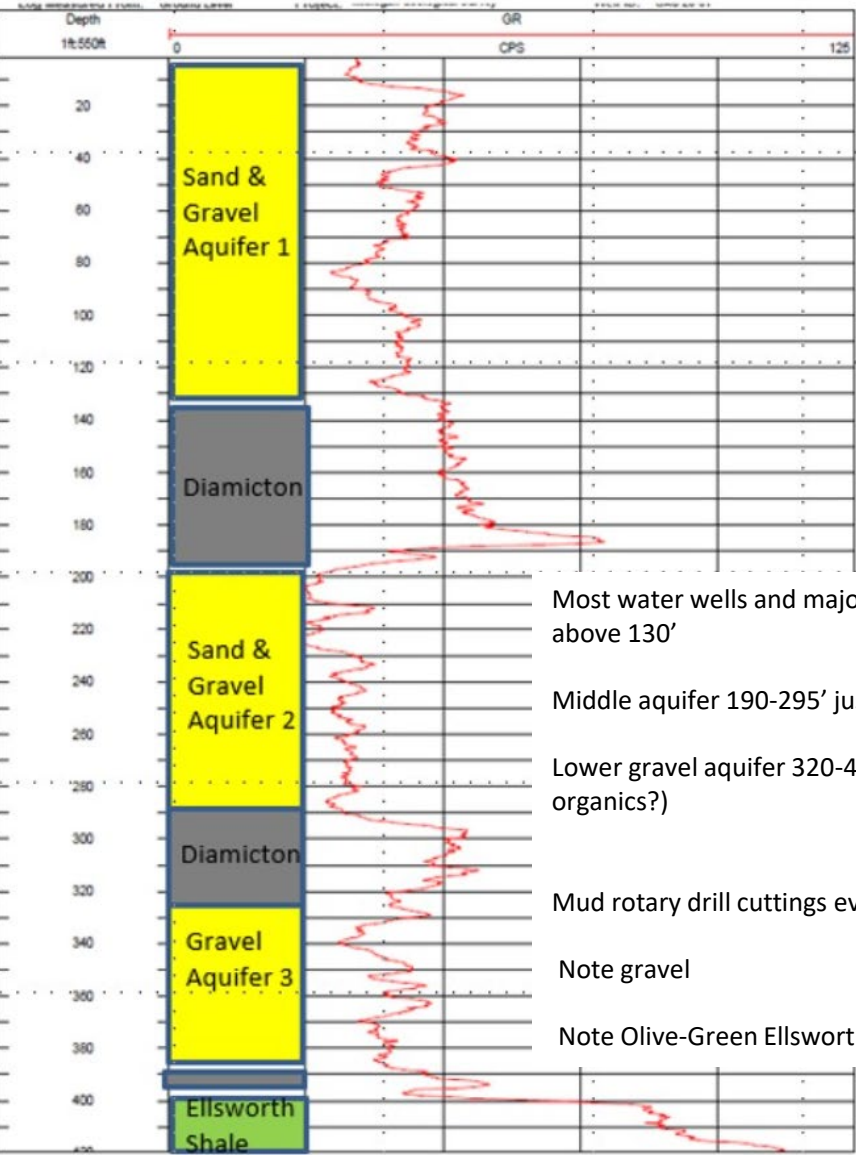 Depth
GR
1ft:550ft
0
CPS
125
20
40
60
80
100
120
140
160
180
200
220
240
260
280
300
320
340
360
380
400
Sand &
Gravel
Aquifer 1
Diamicton
Sand &
Gravel
Aquifer 2
Diamicton
Gravel
Aquifer 3
Ellsworth
Shale
Most water wells and majo
above 130’
Middle aquifer 190-295’ ju
Lower gravel aquifer 320-4
organics?)
Mud rotary drill cuttings ev
Note gravel
Note Olive-Green Ellswort